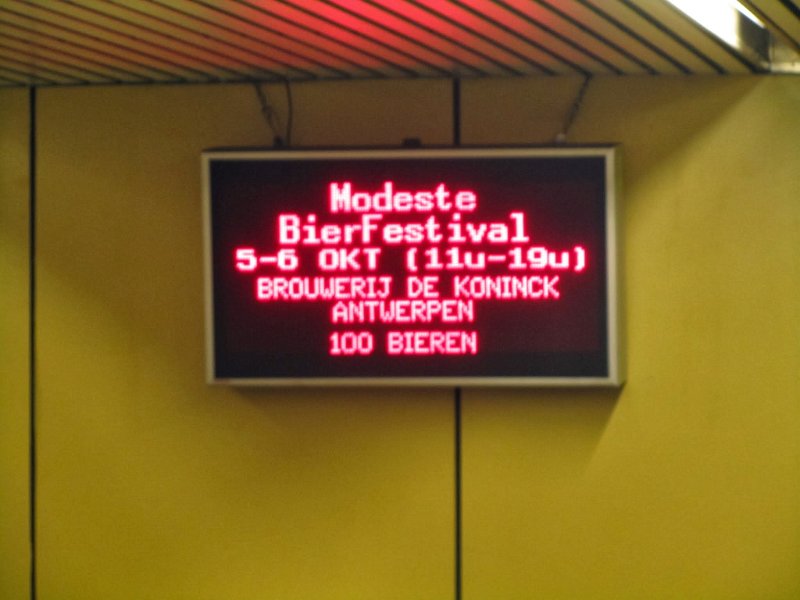 Modeste
BierFestival
5-6 OKT (11u-19u)
BROUWERIJ DE KONINCK
ANTWERPEN
100 BIEREN